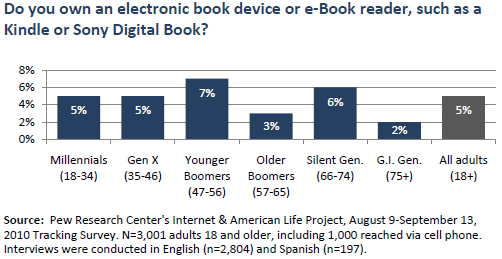 Do you own an electronic book device or e-Book reader, such as a
Kindle or Sony Digital Book?
8%
6%
4%
2%
0%
5%
5%
7%
3%
6%
2%
5%
Millennials
(18-34)
Gen X
(35-46)
Younger
Boomers
(47-56)
Older
Boomers
(57-65)
Silent Gen.
(66-74)
G.I. Gen.
(75+)
All adults
(18+)
Source:  Pew Research Center's Internet & American Life Project, August 9-September 13,
2010 Tracking Survey. N=3,001 adults 18 and older, including 1,000 reached via cell phone.
Interviews were conducted in English (n=2,804) and Spanish (n=197).